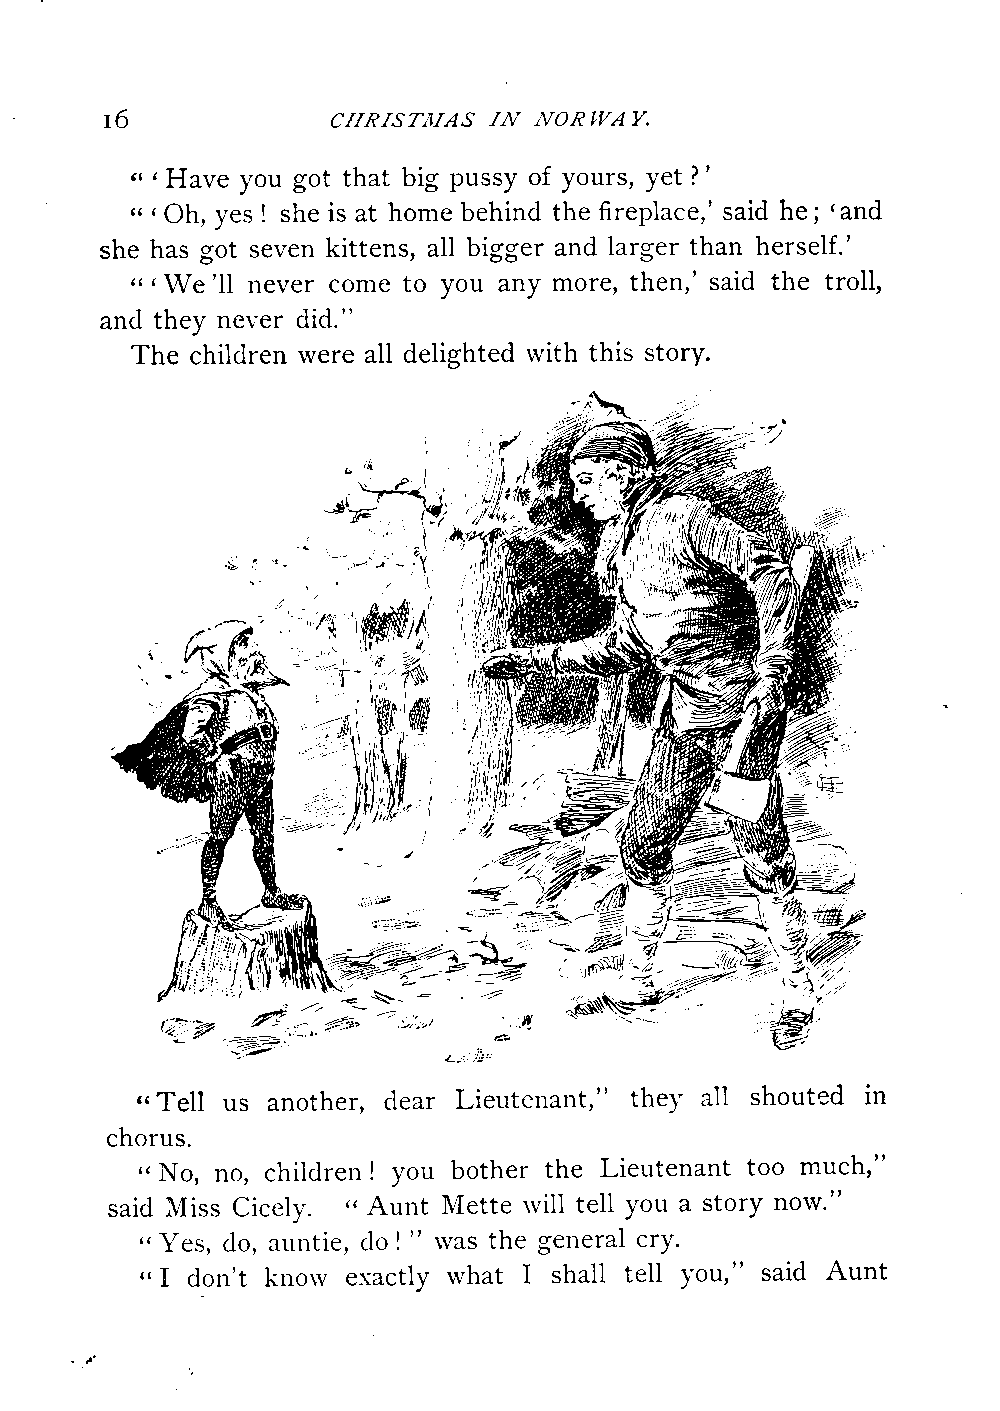 16 CHRISTMAS IN NORWAY.
“ ‘ Have you got that big pussy of yours, yet ? ’
“ ‘ Oh, yes ! she is at home behind the fireplace,’ said he ; ‘ and
she has got seven kittens, all bigger and larger than herself.’
“ ‘ We ’ll never come to you any more, then,’ said the troll,
and they never did.”
The children were all delighted with this story.
“ Tell us another, dear Lieutenant,” they all shouted in
chorus.
“ No, no, children ! you bother the Lieutenant too much,”
said Miss Cicely. “ Aunt Mette will tell you a story now.”
“ Yes, do, auntie, do ! ” was the general cry.
“ I don’t know exactly what I shall tell you,” said Aunt